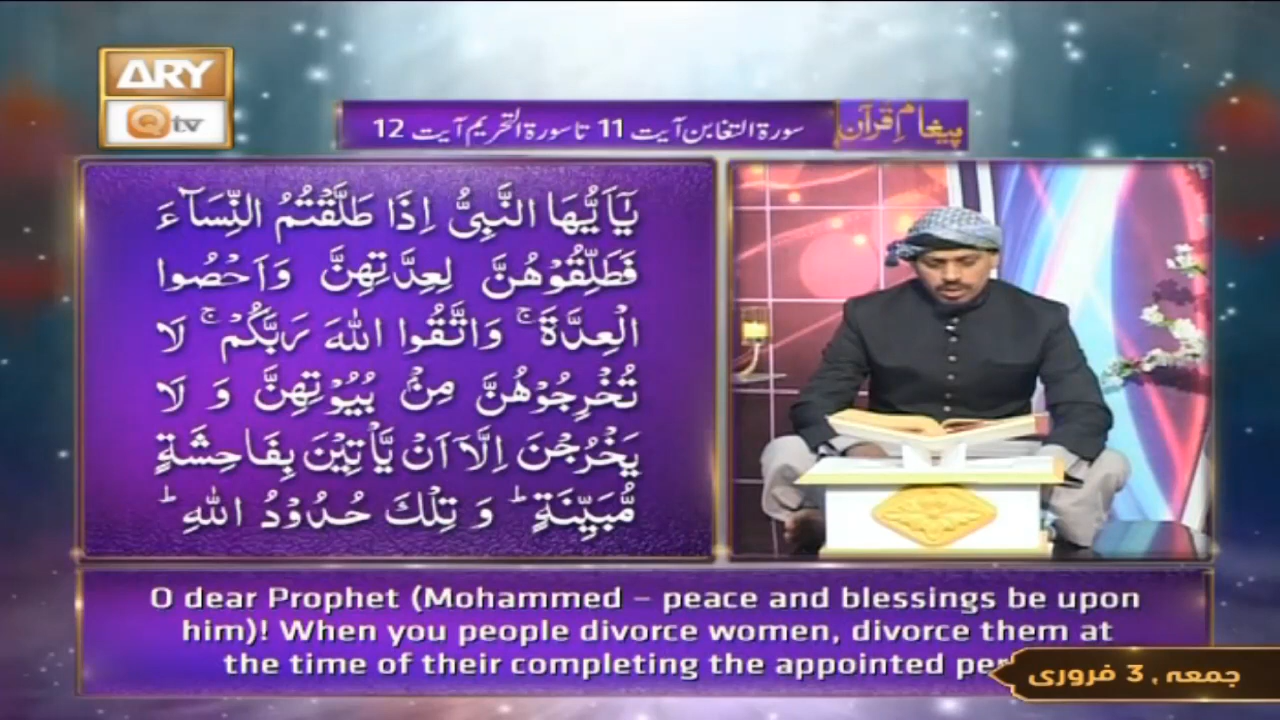 ARY
Qtv
پیغامِ قرآن
سورة التغابن آیت 11 تا سورة التحریم آیت 12
يٰۤاَيُّهَا النَّبِىُّ اِذَا طَلَّقۡتُمُ النِّسَآءَ
فَطَلِّقُوۡهُنَّ لِعِدَّتِهِنَّ وَاَحۡصُوا
الۡعِدَّةَ ۚ وَاتَّقُوا اللّٰهَ رَبَّكُمۡ ۚ لَا
تُخۡرِجُوۡهُنَّ مِنۡۢ بُيُوۡتِهِنَّ وَ لَا
يَخۡرُجۡنَ اِلَّاۤ اَنۡ يَّاۡتِيۡنَ بِفَاحِشَةٍ
مُّبَيِّنَةٍ ؕ وَ تِلۡكَ حُدُوۡدُ اللّٰهِ ؕ
O dear Prophet (Mohammed – peace and blessings be upon
him)! When you people divorce women, divorce them at
the time of their completing the appointed
جمعہ , 3 فروری